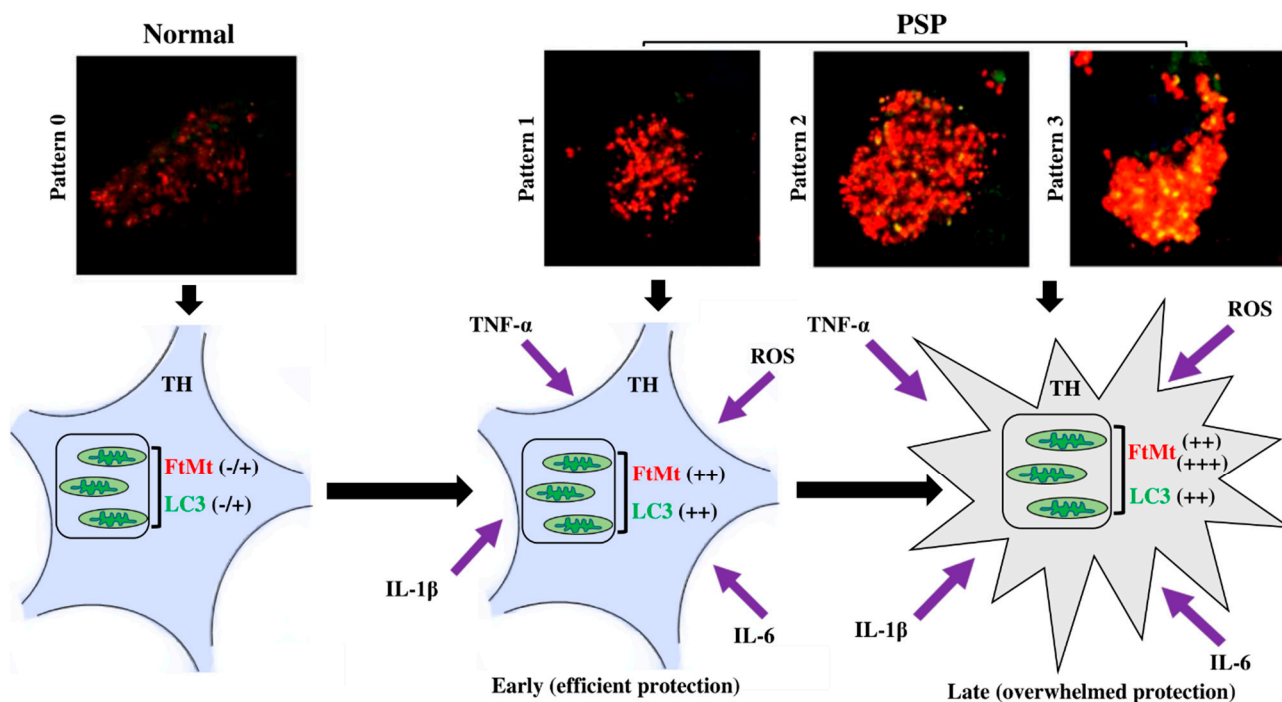 Normal
PSP
Pattern 0
Pattern 1
Pattern 2
Pattern 3
TH
FtMt (-/+)
LC3 (-/+)
TNF-α
ROS
TH
FtMt (++)
LC3 (++)
IL-1β
IL-6
Early (efficient protection)
TNF-α
ROS
TH
FtMt (++)
(+++)
LC3 (++)
IL-1β
IL-6
Late (overwhelmed protection)